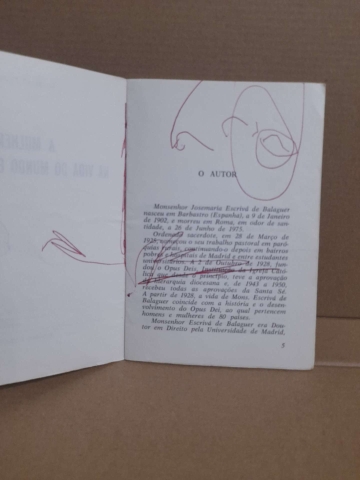 O AUTOR
Monsenhor Josemaría Escrivá de Balaguer
nasceu em Barbastro (Espanha), a 9 de Janeiro
de 1902, e morreu em Roma, em odor de san-
tidade, a 26 de Junho de 1975.
Ordenado sacerdote, em 28 de Março de
1925, começou o seu trabalho pastoral em paró-
quias rurais, continuando-o depois em bairros
pobres e hospitais de Madrid e entre estudantes
universitários. A 2 de Outubro de 1928, fun-
dou o Opus Dei, Instituição da Igreja Cató-
lica que desde o princípio, teve a aprovação
da hierarquia diocesana e, de 1943 a 1950,
recebeu todas as aprovações da Santa Sé.
A partir de 1928, a vida de Mons. Escrivá de
Balaguer coincide com a história e o desen-
volvimento do Opus Dei, ao qual pertencem
homens e mulheres de 80 países.
Monsenhor Escrivá de Balaguer era Dou-
tor em Direito pela Universidade de Madrid,
5